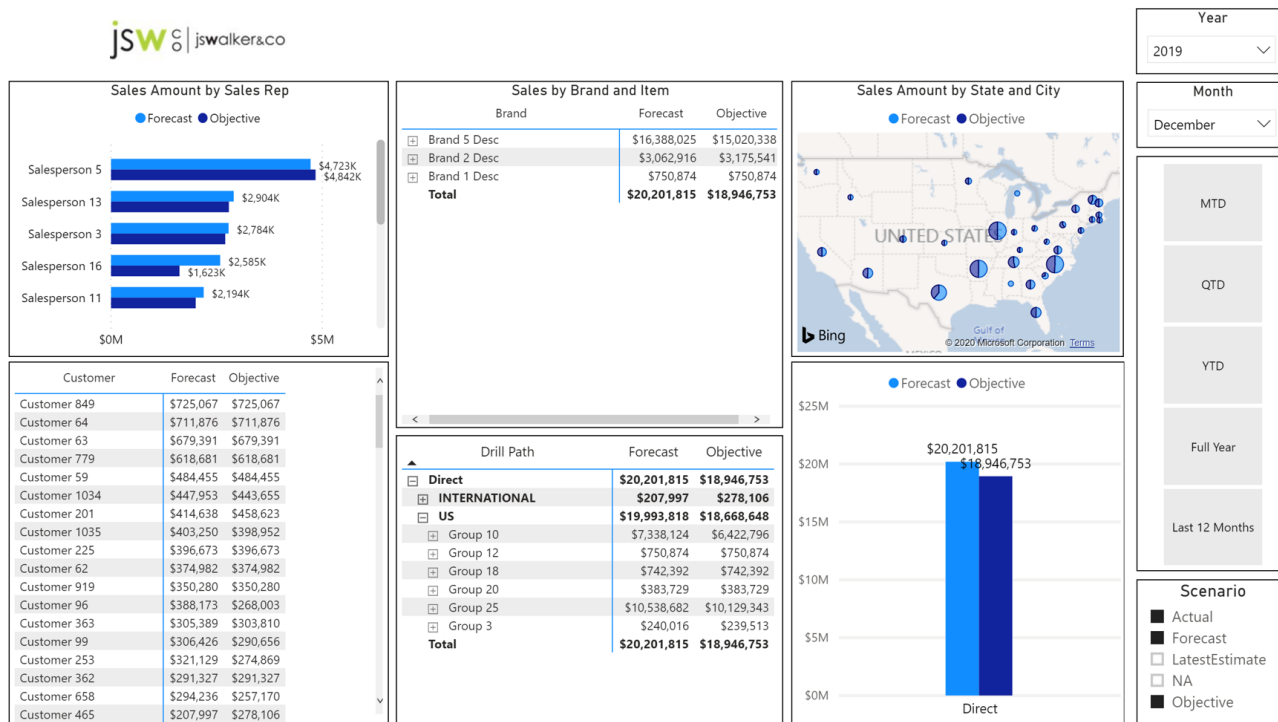 jsw co | jswalker&co
Year
2019
Month
December
MTD
QTD
YTD
Full Year
Last 12 Months
Scenario
Actual
Forecast
LatestEstimate
NA
Objective
Sales Amount by Sales Rep
Forecast Objective
Salesperson 5 $4,723K
$4,842K
Salesperson 13 $2,904K
Salesperson 3 $2,784K
Salesperson 16 $2,585K
$1,623K
Salesperson 11 $2,194K
$0M $5M
Sales by Brand and Item
Brand Forecast Objective
Brand 5 Desc $16,388,025 $15,020,338
Brand 2 Desc $3,062,916 $3,175,541
Brand 1 Desc $750,874 $750,874
Total $20,201,815 $18,946,753
Sales Amount by State and City
Forecast Objective
UNITED STATES
Gulf of
Bing
© 2020 Microsoft Corporation Terms
Customer Forecast Objective
Customer 849 $725,067 $725,067
Customer 64 $711,876 $711,876
Customer 63 $679,391 $679,391
Customer 779 $618,681 $618,681
Customer 59 $484,455 $484,455
Customer 1034 $447,953 $443,655
Customer 201 $414,638 $458,623
Customer 1035 $403,250 $398,952
Customer 225 $396,673 $396,673
Customer 62 $374,982 $374,982
Customer 919 $350,280 $350,280
Customer 96 $388,173 $268,003
Customer 363 $305,389 $303,810
Customer 99 $306,426 $290,656
Customer 253 $321,129 $274,869
Customer 362 $291,327 $291,327
Customer 658 $294,236 $257,170
Customer 465 $207,997 $278,106
Drill Path Forecast Objective
Direct $20,201,815 $18,946,753
INTERNATIONAL $207,997 $278,106
US $19,993,818 $18,668,648
Group 10 $7,338,124 $6,422,796
Group 12 $750,874 $750,874
Group 18 $742,392 $742,392
Group 20 $383,729 $383,729
Group 25 $10,538,682 $10,129,343
Group 3 $240,016 $239,513
Total $20,201,815 $18,946,753
Forecast Objective
$25M
$20,201,815
$18,946,753
$20M
$15M
$10M
$5M
$0M
Direct